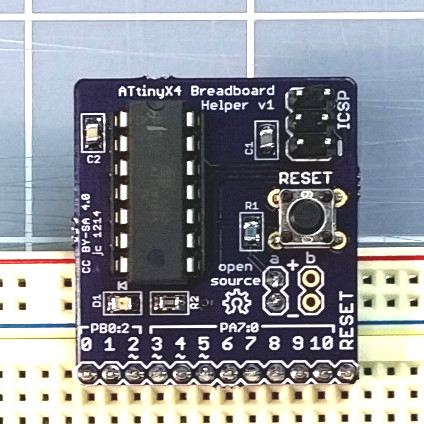 ATtinyX4 Breadboard
Helper v1
ICSP
C1
C2
RESET
R1
CC BY-SA 4.0
jc 1214
a + b
open
source
D1
R2
-
RESET
PB0:2 PA7:0
0 1 2 3 4 5 6 7 8 9 10
~ ~ ~ ~